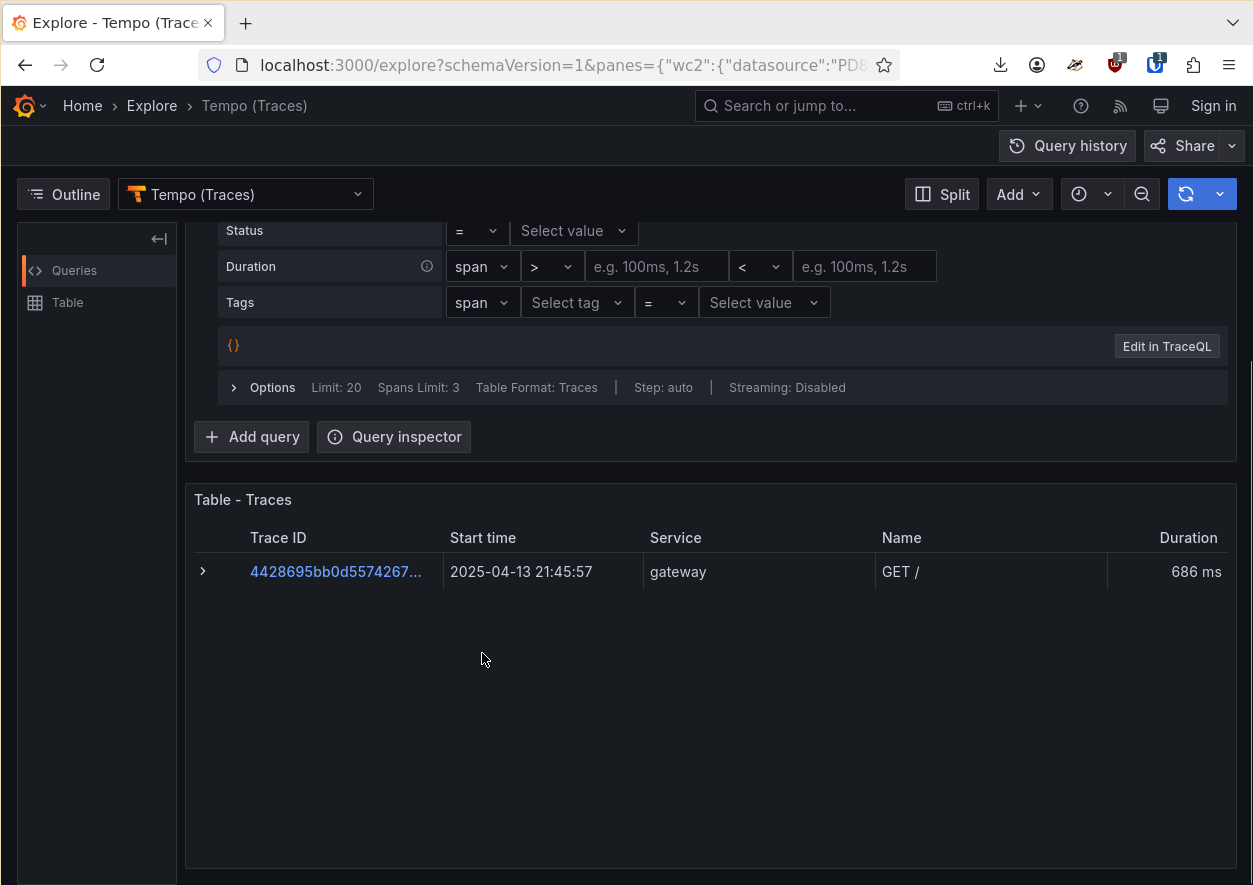 Explore - Tempo (Trace
localhost:3000/explore?schemaVersion=1&panes={"wc2":{"datasource":"PD8
1
1
Home > Explore > Tempo (Traces)
Search or jump to...
ctrl+k
Sign in
Query history
Share
Outline
Tempo (Traces)
Split
Add
Queries
Table
Status = Select value
Duration span > e.g. 100ms, 1.2s < e.g. 100ms, 1.2s
Tags span Select tag = Select value
{}
Edit in TraceQL
Options Limit: 20 Spans Limit: 3 Table Format: Traces | Step: auto | Streaming: Disabled
+ Add query
Query inspector
Table - Traces
Trace ID Start time Service Name Duration
4428695bb0d5574267... 2025-04-13 21:45:57 gateway GET / 686 ms